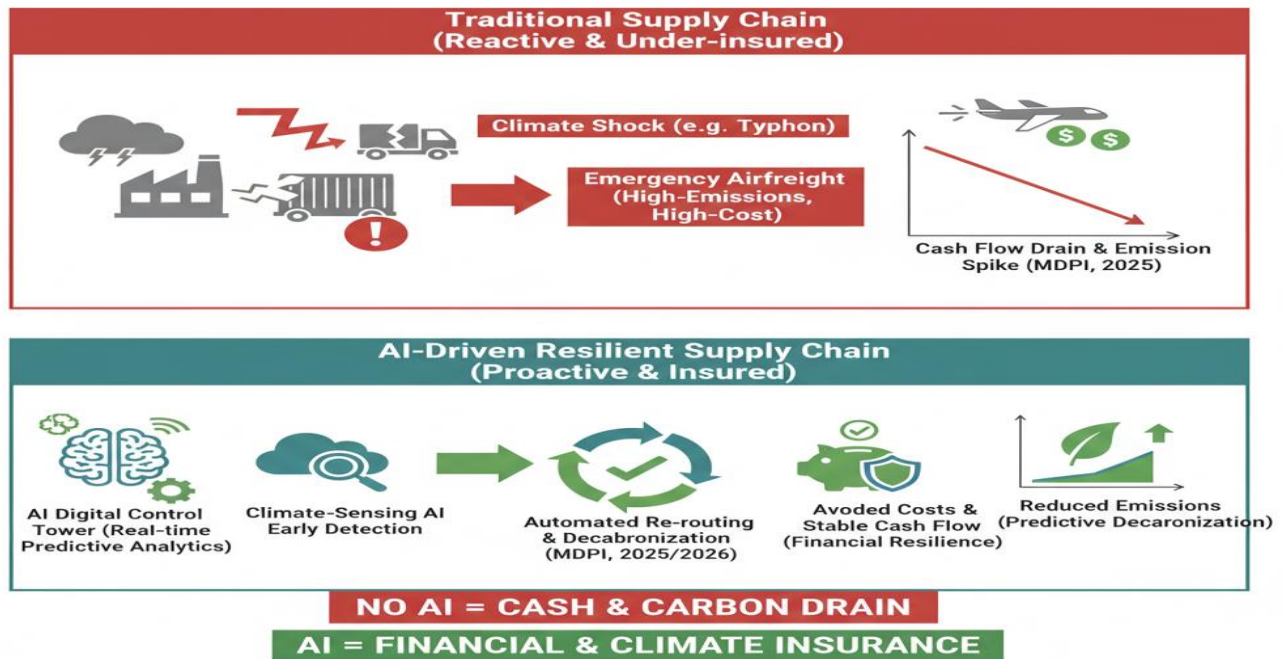 Traditional Supply Chain
(Reactive & Under-insured)
Climate Shock (e.g. Typhon)
Emergency Airfreight
(High-Emissions,
High-Cost)
!
$ $
Cash Flow Drain & Emission
Spike (MDPI, 2025)
AI-Driven Resilient Supply Chain
(Proactive & Insured)
AI Digital Control
Tower (Real-time
Predictive Analytics)
Climate-Sensing AI
Early Detection
Automated Re-routing
& Decabronization
(MDPI, 2025/2026)
Avoded Costs &
Stable Cash Flow
(Financial Resilience)
Reduced Emissions
(Predictive Decaronization)
NO AI = CASH & CARBON DRAIN
AI = FINANCIAL & CLIMATE INSURANCE